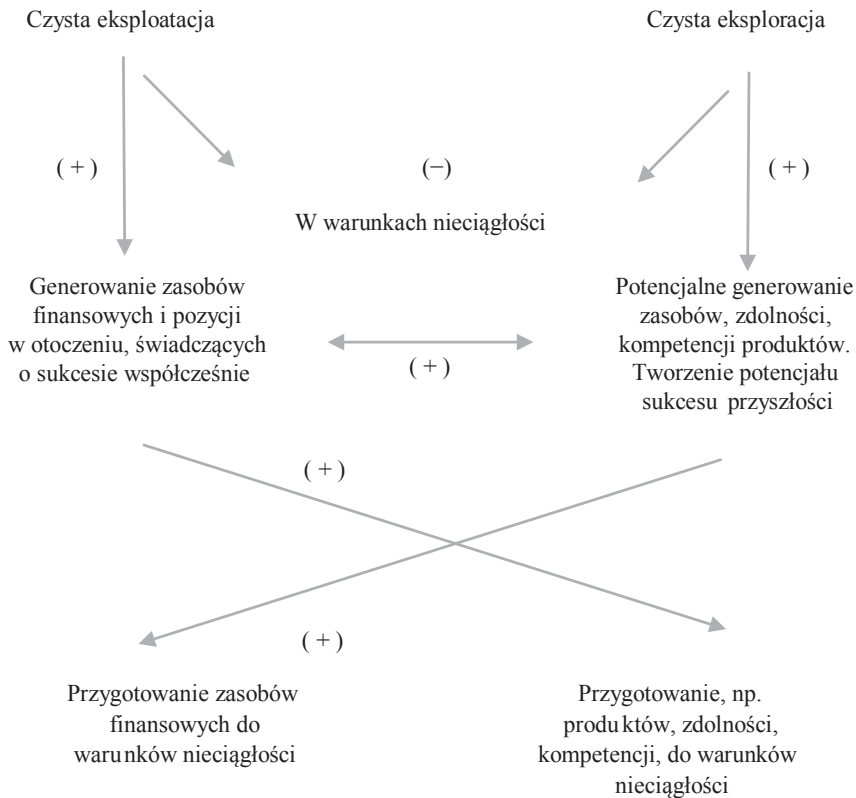 Czysta eksploatacja
Czysta eksploracja
( + )
(−)
( + )
W warunkach nieciągłości
Generowanie zasobów
finansowych i pozycji
w otoczeniu, świadczących
o sukcesie współcześnie
( + )
Potencjalne generowanie
zasobów, zdolności,
kompetencji produktów.
Tworzenie potencjału
sukcesu przyszłości
( + )
( + )
Przygotowanie zasobów
finansowych do
warunków nieciągłości
Przygotowanie, np.
produktów, zdolności,
kompetencji, do warunków
nieciągłości